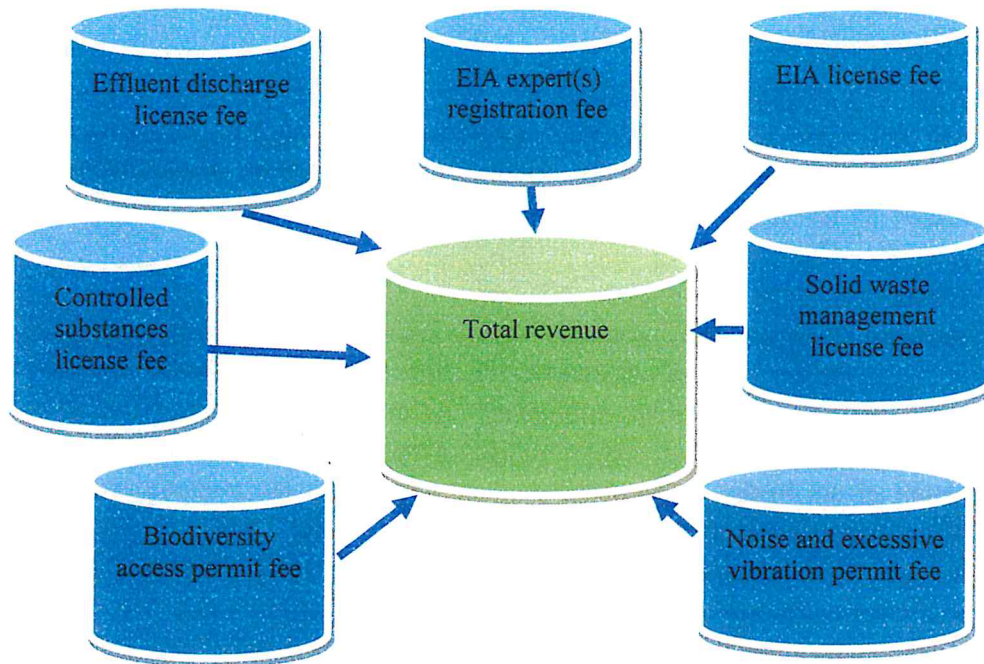 Effluent discharge
license fee
EIA expert(s)
registration fee
EIA license fee
Controlled
substances
license fee
Total revenue
Solid waste
management
license fee
Biodiversity
access permit fee
Noise and excessive
vibration permit fee